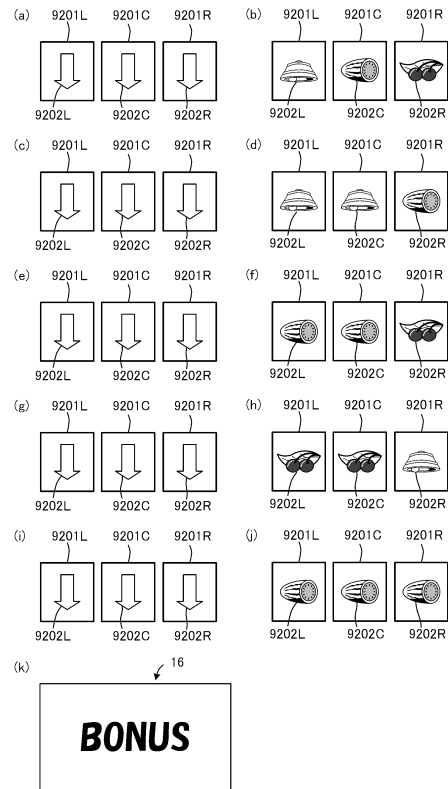 (a) 9201L 9201C 9201R
9202L 9202C 9202R
(b) 9201L 9201C 9201R
9202L 9202C 9202R
(c) 9201L 9201C 9201R
9202L 9202C 9202R
(d) 9201L 9201C 9201R
9202L 9202C 9202R
(e) 9201L 9201C 9201R
9202L 9202C 9202R
(f) 9201L 9201C 9201R
9202L 9202C 9202R
(g) 9201L 9201C 9201R
9202L 9202C 9202R
(h) 9201L 9201C 9201R
9202L 9202C 9202R
(i) 9201L 9201C 9201R
9202L 9202C 9202R
(j) 9201L 9201C 9201R
9202L 9202C 9202R
(k) 16
BONUS